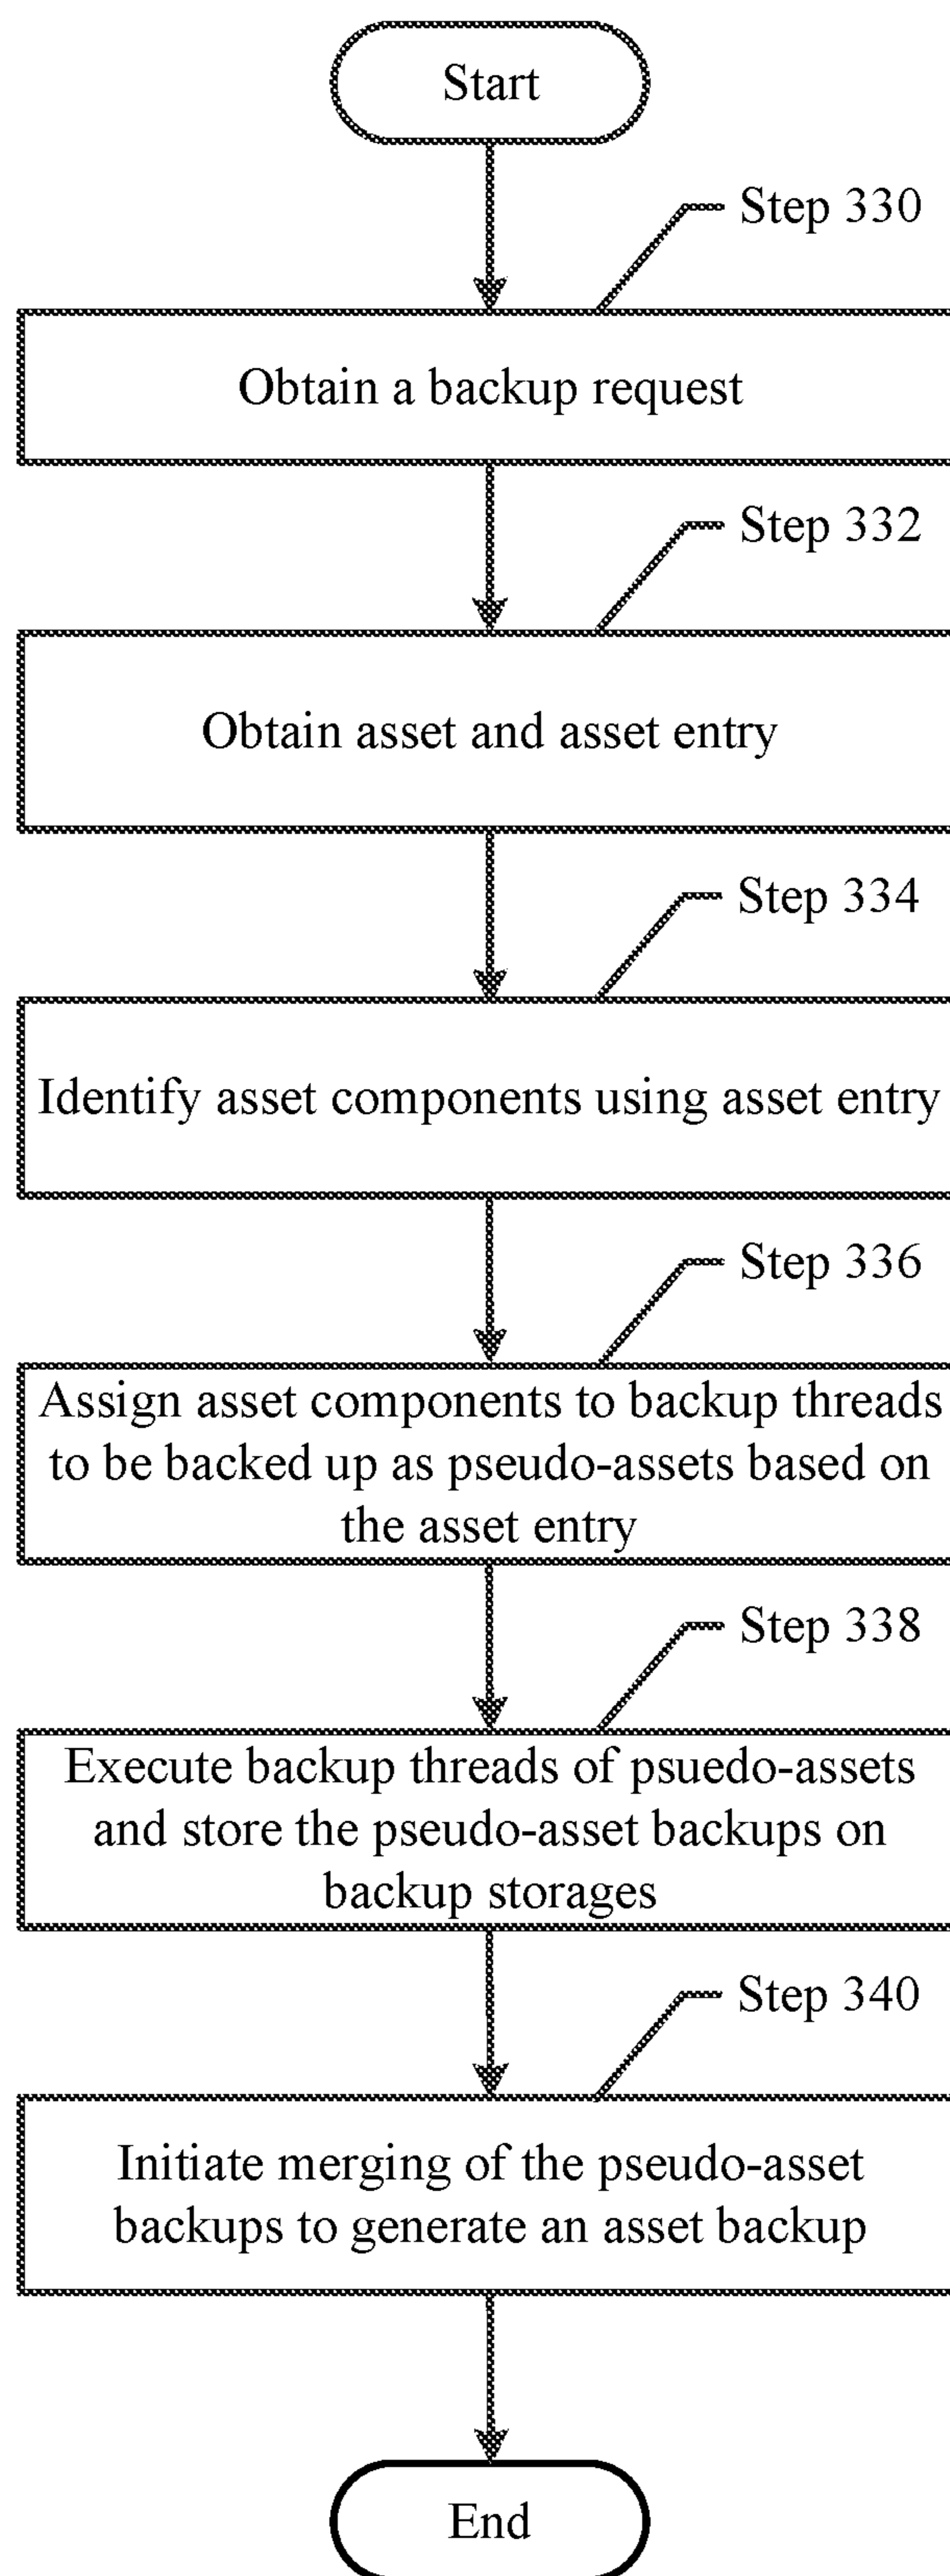 Start
Step 330
Obtain a backup request
Step 332
Obtain asset and asset entry
Step 334
Identify asset components using asset entry
Step 336
Assign asset components to backup threads
to be backed up as pseudo-assets based on
the asset entry
Step 338
Execute backup threads of psuedo-assets
and store the pseudo-asset backups on
backup storages
Step 340
Initiate merging of the pseudo-asset
backups to generate an asset backup
End